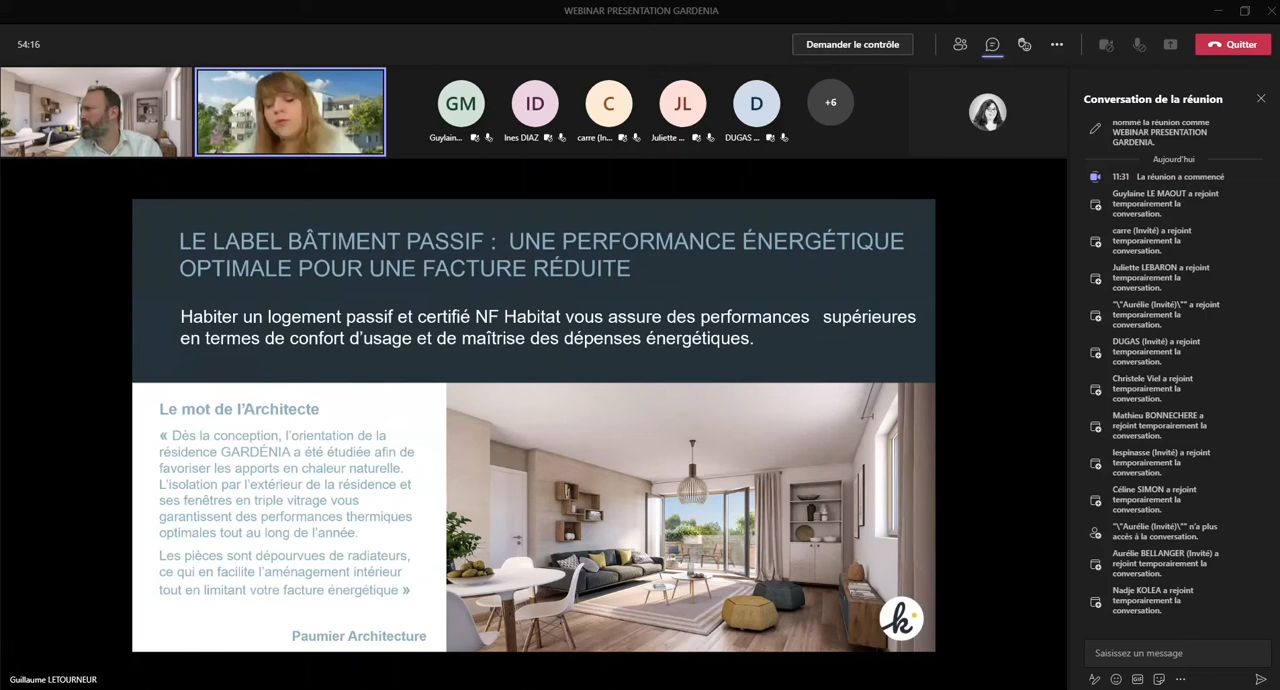 WEBINAR PRESENTATION GARDENIA
54:16
Demander le contrôle
Quitter
GM
ID
C
JL
D
+6
Guylain...
Ines DIAZ
carre (In...
Juliette ...
DUGAS ...
LE LABEL BÂTIMENT PASSIF : UNE PERFORMANCE ÉNERGÉTIQUE
OPTIMALE POUR UNE FACTURE RÉDUITE
Habiter un logement passif et certifié NF Habitat vous assure des performances supérieures
en termes de confort d’usage et de maîtrise des dépenses énergétiques.
Le mot de l’Architecte
« Dès la conception, l’orientation de la
résidence GARDÉNIA a été étudiée afin de
favoriser les apports en chaleur naturelle.
L’isolation par l’extérieur de la résidence et
ses fenêtres en triple vitrage vous
garantissent des performances thermiques
optimales tout au long de l’année.
Les pièces sont dépourvues de radiateurs,
ce qui en facilite l’aménagement intérieur
tout en limitant votre facture énergétique »
Paumier Architecture
k
Guillaume LETOURNEUR
Conversation de la réunion
nommé la réunion comme
WEBINAR PRESENTATION
GARDENIA.
Aujourd'hui
11:31 La réunion a commencé
Guylaine LE MAOUT a rejoint
temporairement la
conversation.
carre (Invité) a rejoint
temporairement la
conversation.
Juliette LEBARON a rejoint
temporairement la
conversation.
"\"Aurélie (Invité)\"" a rejoint
temporairement la
conversation.
DUGAS (Invité) a rejoint
temporairement la
conversation.
Christele Viel a rejoint
temporairement la
conversation.
Mathieu BONNECHERE a
rejoint temporairement la
conversation.
lespinasse (Invité) a rejoint
temporairement la
conversation.
Céline SIMON a rejoint
temporairement la
conversation.
"\"Aurélie (Invité)\"" n'a plus
accès à la conversation.
Aurélie BELLANGER (Invité) a
rejoint temporairement la
conversation.
Nadje KOLEA a rejoint
temporairement la
conversation.
Saisissez un message
GIF